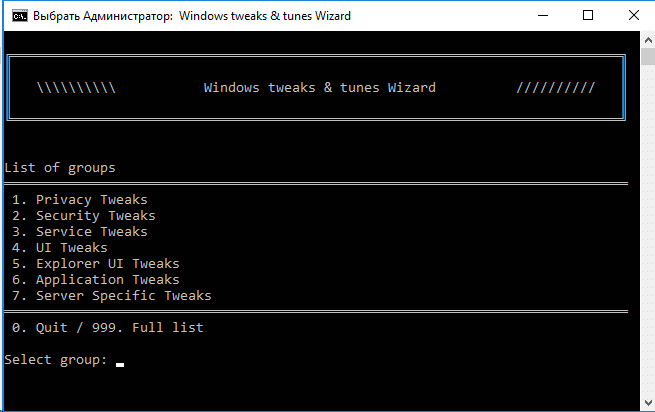 Выбрать Администратор: Windows tweaks & tunes Wizard
\\\\\\\\\\ Windows tweaks & tunes Wizard //////////
List of groups
1. Privacy Tweaks
2. Security Tweaks
3. Service Tweaks
4. UI Tweaks
5. Explorer UI Tweaks
6. Application Tweaks
7. Server Specific Tweaks
0. Quit / 999. Full list
Select group: